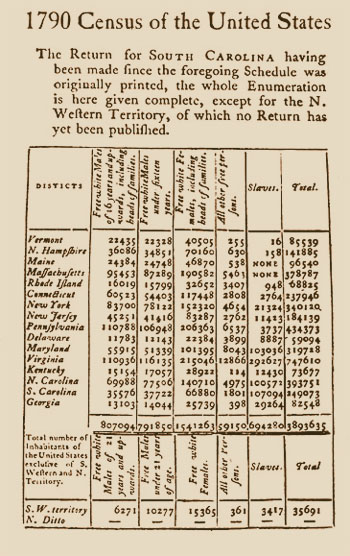 1790 Census of the United States
The Return for SOUTH CAROLINA having
been made ſince the foregoing Schedule was
originally printed, the whole Enumeration
is here given complete, except for the N.
Weſtern Territory, of which no Return has
yet been publiſhed.
DISTICTS Free white Males of 16 years and upwards, including heads of families. Free white Males under ſixteen years. Free white Females, including heads of families. All other free perſons. Slaves. Total.
Vermont 22435 22328 40505 255 16 85539
N. Hampſhire 36086 34851 70160 630 158 141885
Maine 24384 24748 46870 538 NONE 96540
Maſſachuſetts 95453 87289 190582 5463 NONE 378787
Rhode Iſland 16019 15799 32652 3407 948 68825
Connecticut 60523 54403 117448 2808 2764 237946
New York 83700 78122 152320 4654 21324 340120
New Jerſey 45251 41416 83287 2762 11423 184139
Pennſylvania 110788 106948 206363 6537 3737 434373
Delaware 11783 12143 22384 3899 8887 59094
Maryland 55915 51339 101395 8043 103036 319728
Virginia 110936 116135 215046 12866 292627 747610
Kentucky 15154 17057 28922 114 12430 73677
N. Carolina 69988 77506 140710 4975 100572 393751
S. Carolina 35576 37722 66880 1801 107094 249073
Georgia 13103 14044 25739 398 29264 82548
807094 791850 1541263 59150 694280 3893635
Total number of Inhabitants of the United States excluſive of S. Weſtern and N. Territory. Free white Males of 21 years and upwards. Free Males under 21 years of age. Free white Females. All other Perſons. Slaves. Total
S.W. territory 6271 10277 15365 361 3417 35691
N. Ditto — — — — — —